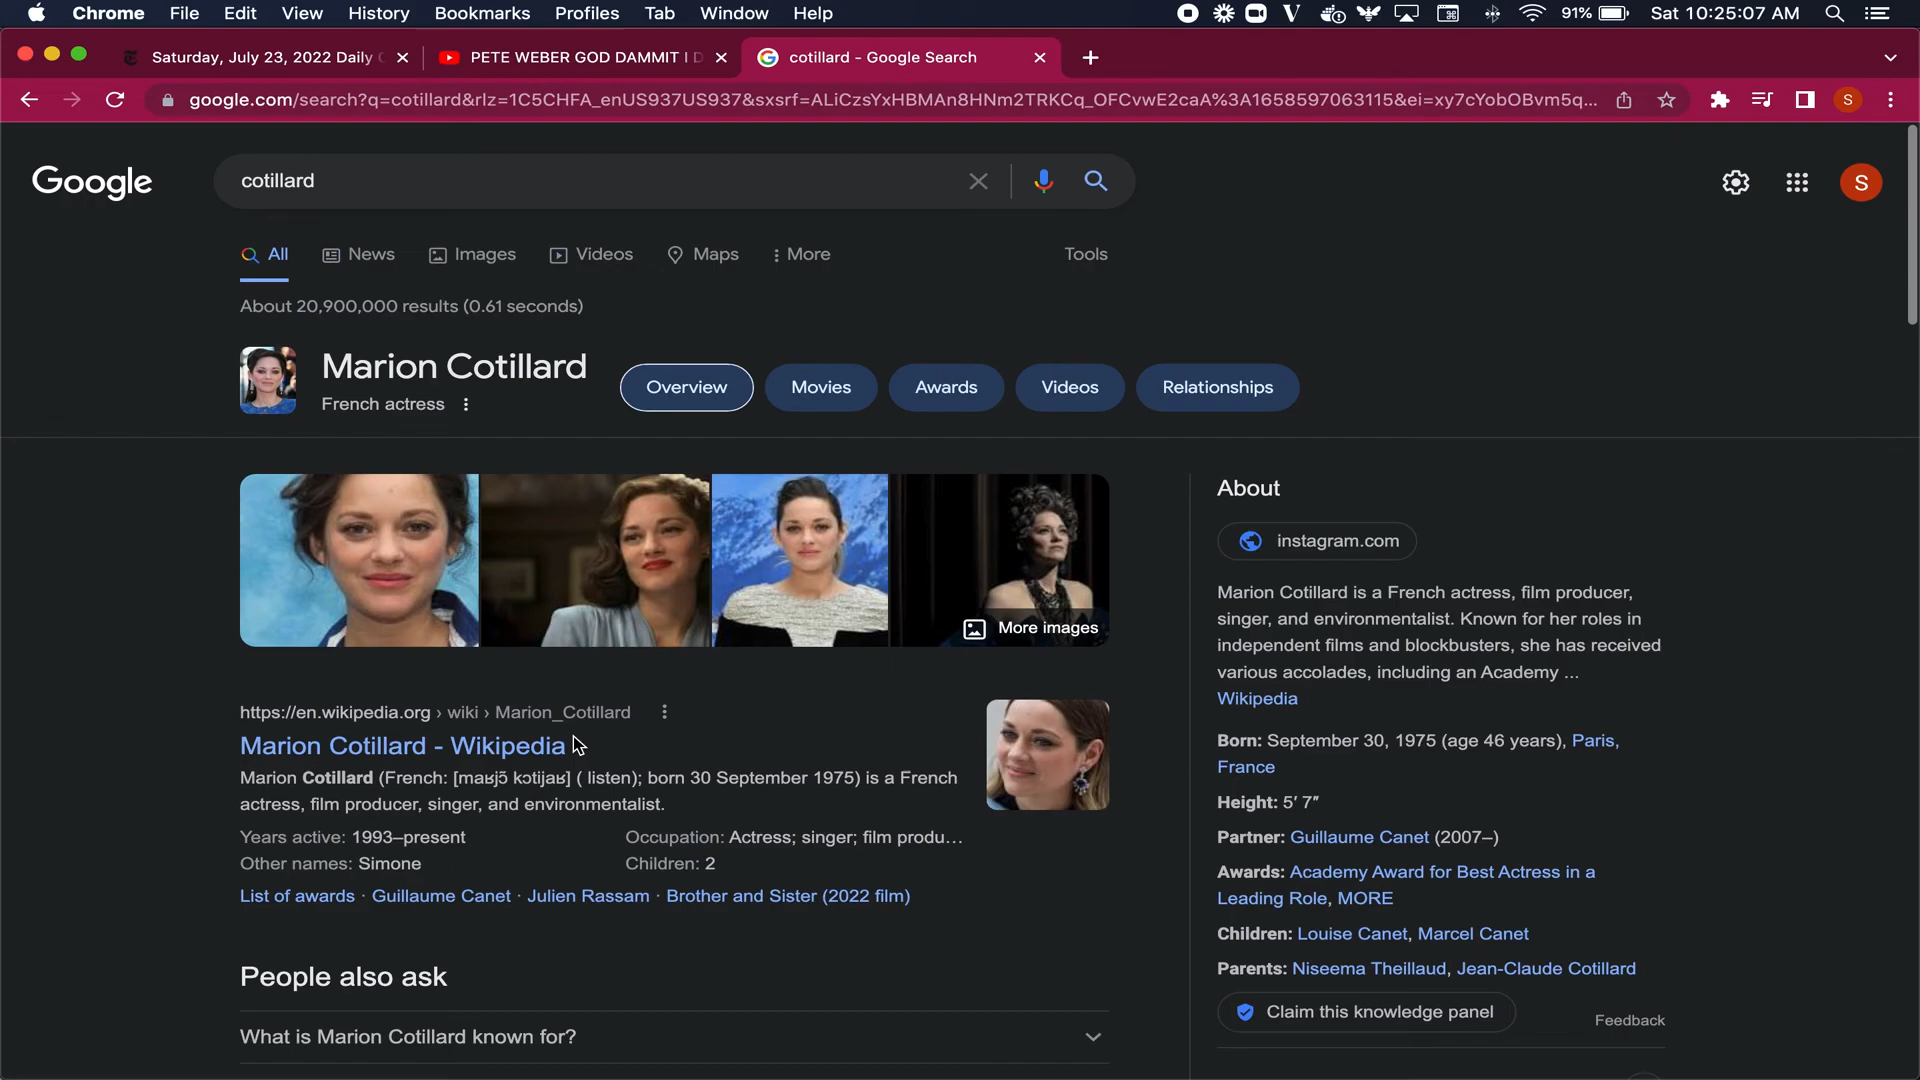 Chrome File Edit View History Bookmarks Profiles Tab Window Help 91% Sat 10:25:07 AM
Saturday, July 23, 2022 Daily PETE WEBER GOD DAMMIT I D cotillard - Google Search
google.com/search?q=cotillard&rlz=1C5CHFA_enUS937US937&sxsrf=ALiCzsYxHBMAn8HNm2TRKCq_OFCvwE2caA%3A1658597063115&ei=xy7cYobOBvm5q... S
Google cotillard S
All News Images Videos Maps More Tools
About 20,900,000 results (0.61 seconds)
Marion Cotillard
French actress
Overview Movies Awards Videos Relationships
More images
https://en.wikipedia.org › wiki › Marion_Cotillard
Marion Cotillard - Wikipedia
Marion Cotillard (French: [maʁjɔ̃ kɔtijaʁ] ( listen); born 30 September 1975) is a French
actress, film producer, singer, and environmentalist.
Years active: 1993–present Occupation: Actress; singer; film produ...
Other names: Simone Children: 2
List of awards · Guillaume Canet · Julien Rassam · Brother and Sister (2022 film)
People also ask
What is Marion Cotillard known for?
About
instagram.com
Marion Cotillard is a French actress, film producer,
singer, and environmentalist. Known for her roles in
independent films and blockbusters, she has received
various accolades, including an Academy ...
Wikipedia
Born: September 30, 1975 (age 46 years), Paris,
France
Height: 5′ 7″
Partner: Guillaume Canet (2007–)
Awards: Academy Award for Best Actress in a
Leading Role, MORE
Children: Louise Canet, Marcel Canet
Parents: Niseema Theillaud, Jean-Claude Cotillard
Claim this knowledge panel
Feedback